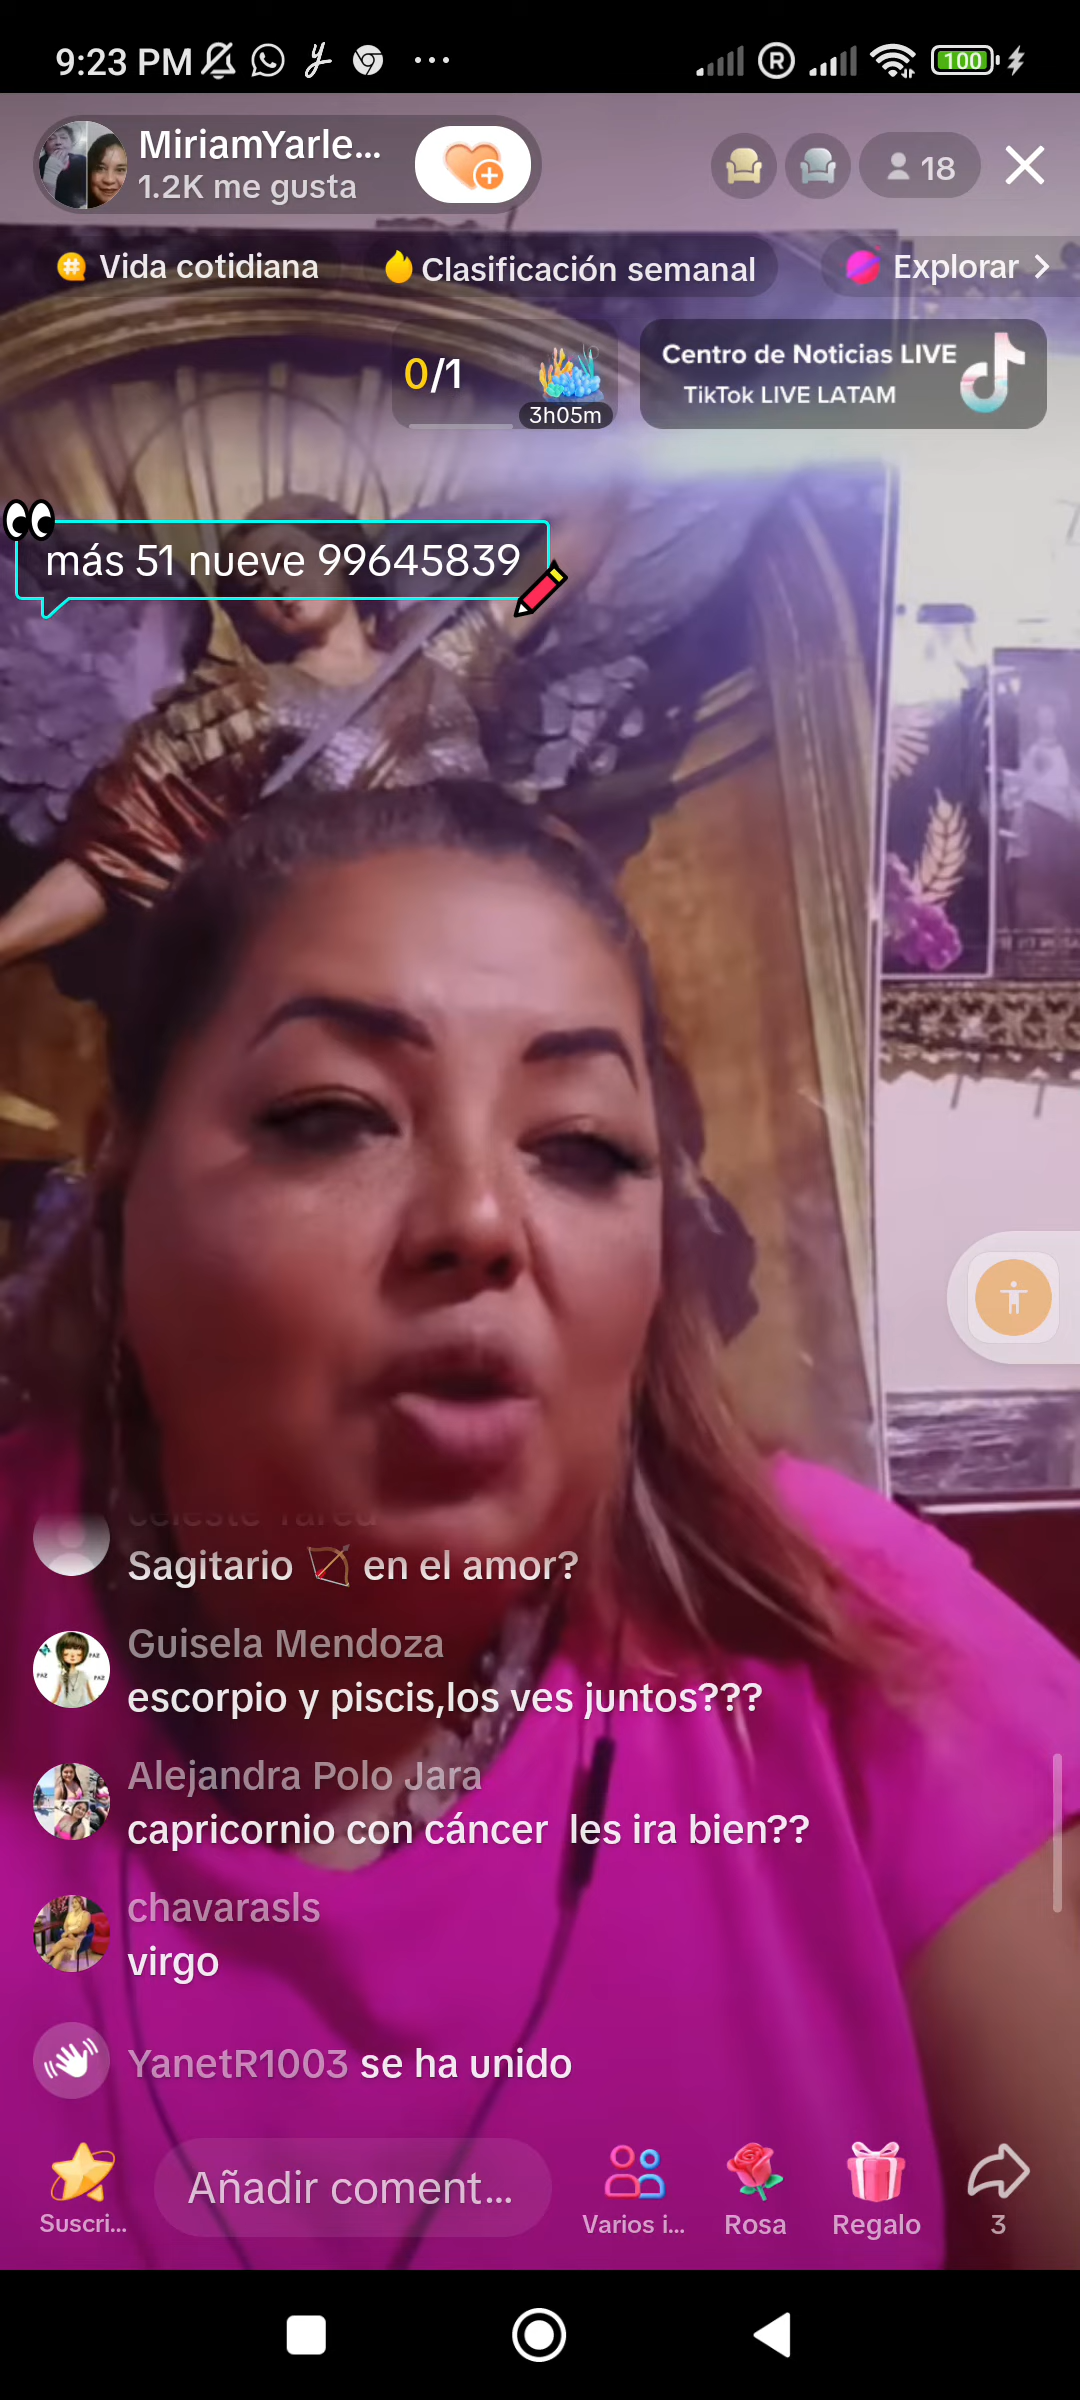 9:23 PM
100
MiriamYarle...
1.2K me gusta
18
Vida cotidiana
Clasificación semanal
Explorar
0/1
3h05m
Centro de Noticias LIVE
TikTok LIVE LATAM
más 51 nueve 99645839
celeste Yared
Sagitario 🏹 en el amor?
Guisela Mendoza
escorpio y piscis,los ves juntos???
Alejandra Polo Jara
capricornio con cáncer les ira bien??
chavarasls
virgo
YanetR1003 se ha unido
Suscri...
Añadir coment...
Varios i...
Rosa
Regalo
3